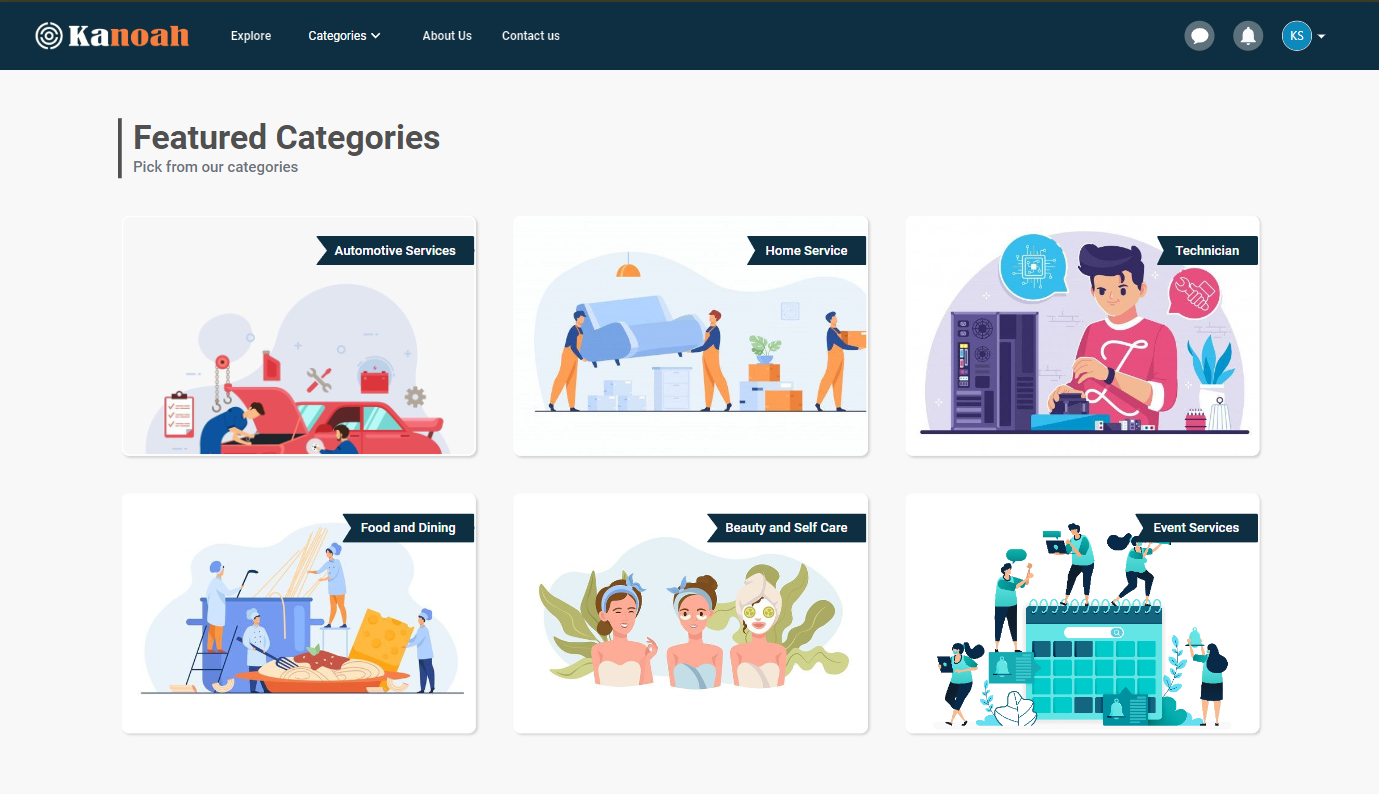 Kanoah
Explore
Categories
About Us
Contact us
KS
Featured Categories
Pick from our categories
Automotive Services
Home Service
Technician
Food and Dining
Beauty and Self Care
Event Services